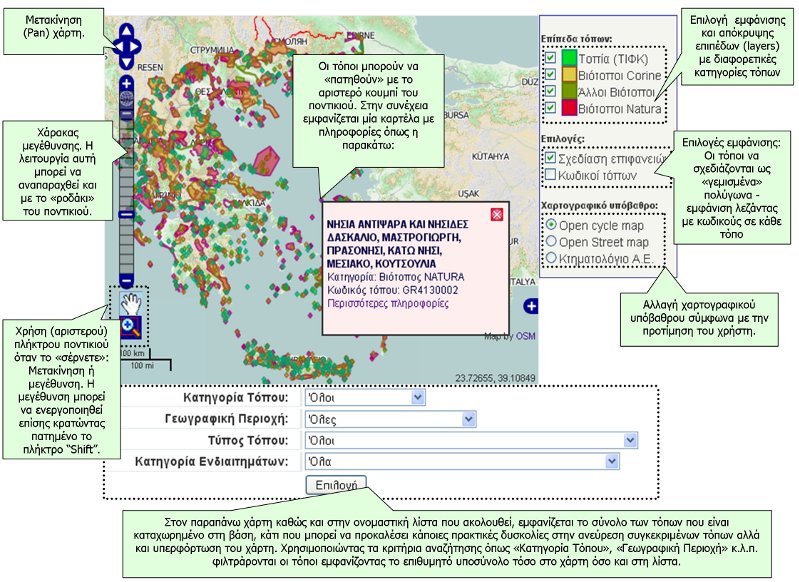 Μετακίνηση
(Pan) χάρτη.
Χάρακας
μεγέθυνσης. Η
λειτουργία αυτή
μπορεί να
αναπαραχθεί και
με το «ροδάκι»
του ποντικιού.
Χρήση (αριστερού)
πλήκτρου ποντικιού
όταν το «σέρνετε»:
Μετακίνηση ή
μεγέθυνση. Η
μεγέθυνση μπορεί
να ενεργοποιηθεί
επίσης κρατώντας
πατημένο το
πλήκτρο “Shift”.
RESEN
СТРУМИЦА
СМОЛЯН
BURSA
KÜTAHYA
UŞAK
Οι τόποι μπορούν να
«πατηθούν» με το
αριστερό κουμπί του
ποντικιού. Στην συνέχεια
εμφανίζεται μία καρτέλα με
πληροφορίες όπως η
παρακάτω:
ΝΗΣΙΑ ΑΝΤΙΨΑΡΑ ΚΑΙ ΝΗΣΙΔΕΣ
ΔΑΣΚΑΛΙΟ, ΜΑΣΤΡΟΓΙΩΡΓΗ,
ΠΡΑΣΟΝΗΣΙ, ΚΑΤΩ ΝΗΣΙ,
ΜΕΣΙΑΚΟ, ΚΟΥΤΣΟΥΛΙΑ
Κατηγορία: Βιότοπος NATURA
Κωδικός τόπου: GR4130002
Περισσότερες πληροφορίες
Map by OSM
100 km
100 mi
23.72655, 39.10849
Επίπεδα τόπων:
Τοπία (ΤΙΦΚ)
Βιότοποι Corine
Άλλοι Βιότοποι
Βιότοποι Natura
Επιλογές:
Σχεδίαση επιφανειών
Κωδικοί τόπων
Χαρτογραφικό υπόβαθρο:
Open cycle map
Open Street map
Κτηματολόγιο Α.Ε.
Επιλογή εμφάνισης
και απόκρυψης
επιπέδων (layers)
με διαφορετικές
κατηγορίες τόπων
Επιλογές εμφάνισης:
Οι τόποι να
σχεδιάζονται ως
«γεμισμένα»
πολύγωνα -
εμφάνιση λεζάντας
με κωδικούς σε κάθε
τόπο
Αλλαγή χαρτογραφικού
υπόβαθρου σύμφωνα με την
προτίμηση του χρήστη.
Κατηγορία Τόπου: Όλοι
Γεωγραφική Περιοχή: Όλες
Τύπος Τόπου: Όλοι
Κατηγορία Ενδιαιτημάτων: Όλα
Επιλογή
Στον παραπάνω χάρτη καθώς και στην ονομαστική λίστα που ακολουθεί, εμφανίζεται το σύνολο των τόπων που είναι
καταχωρημένο στη βάση, κάτι που μπορεί να προκαλέσει κάποιες πρακτικές δυσκολίες στην ανεύρεση συγκεκριμένων τόπων αλλά
και υπερφόρτωση του χάρτη. Χρησιμοποιώντας τα κριτήρια αναζήτησης όπως «Κατηγορία Τόπου», «Γεωγραφική Περιοχή» κ.λ.π.
φιλτράρονται οι τόποι εμφανίζοντας το επιθυμητό υποσύνολο τόσο στο χάρτη όσο και στη λίστα.